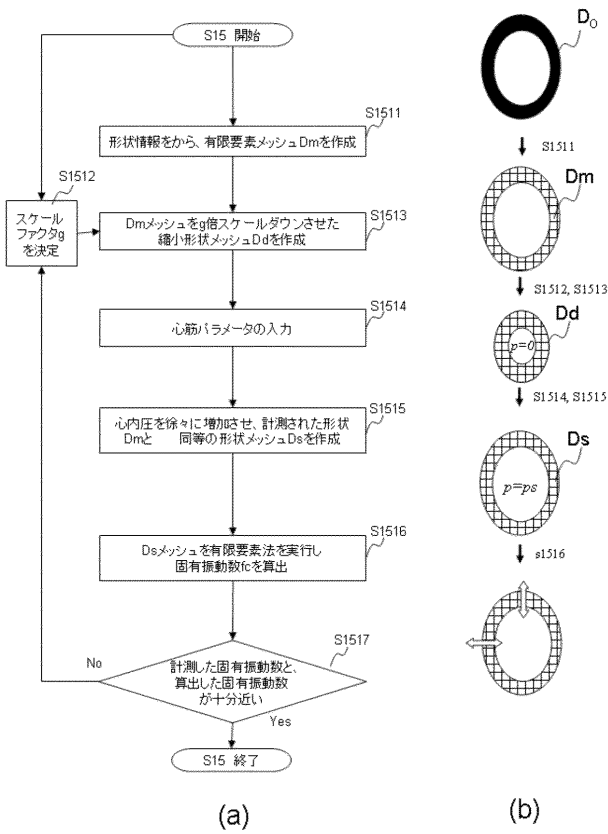 S15 開始
S1511
形状情報をから、有限要素メッシュDmを作成
S1512
スケール
ファクタg
を決定
S1513
Dmメッシュをg倍スケールダウンさせた
縮小形状メッシュDdを作成
S1514
心筋パラメータの入力
S1515
心内圧を徐々に増加させ、計測された形状
Dmと 同等の形状メッシュDsを作成
S1516
Dsメッシュを有限要素法を実行し
固有振動数fcを算出
S1517
計測した固有振動数と、
算出した固有振動数
が十分近い
No
Yes
S15 終了
(a)
Do
S1511
Dm
S1512, S1513
Dd
p=0
S1514, S1515
Ds
p=ps
s1516
(b)